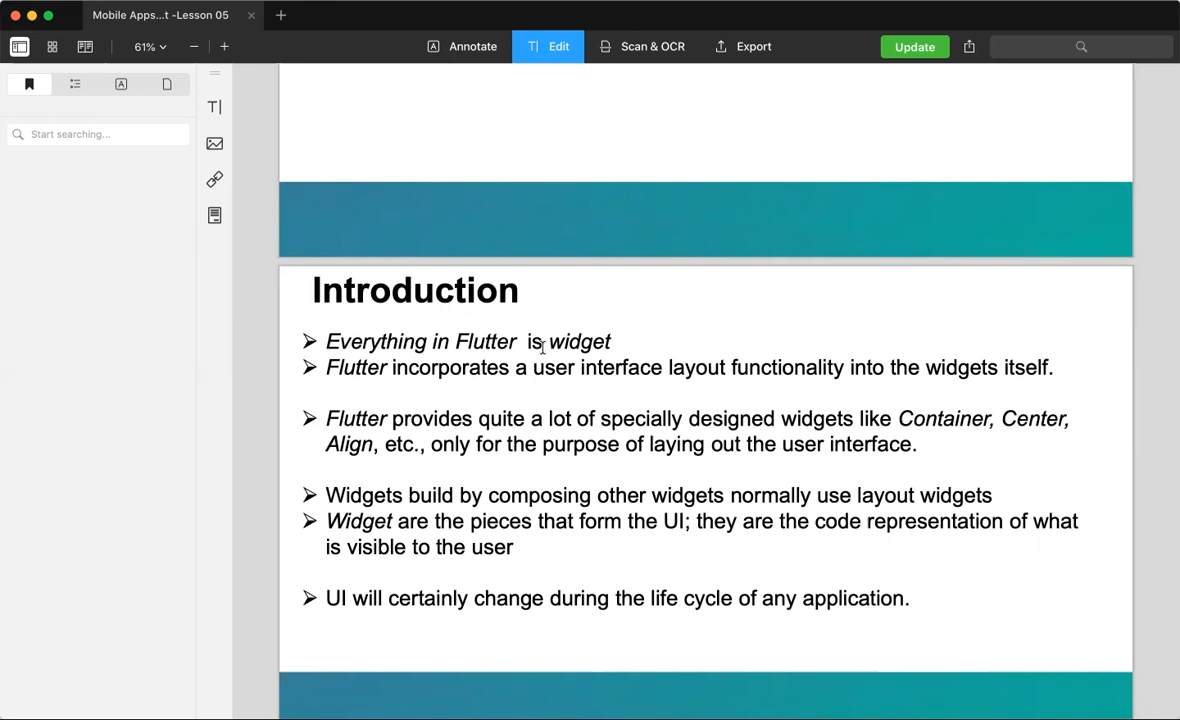 Mobile Apps...t -Lesson 05
61%
Annotate
Edit
Scan & OCR
Export
Update
Start searching...
Introduction
➢ Everything in Flutter is widget
➢ Flutter incorporates a user interface layout functionality into the widgets itself.
➢ Flutter provides quite a lot of specially designed widgets like Container, Center,
Align, etc., only for the purpose of laying out the user interface.
➢ Widgets build by composing other widgets normally use layout widgets
➢ Widget are the pieces that form the UI; they are the code representation of what
is visible to the user
➢ UI will certainly change during the life cycle of any application.